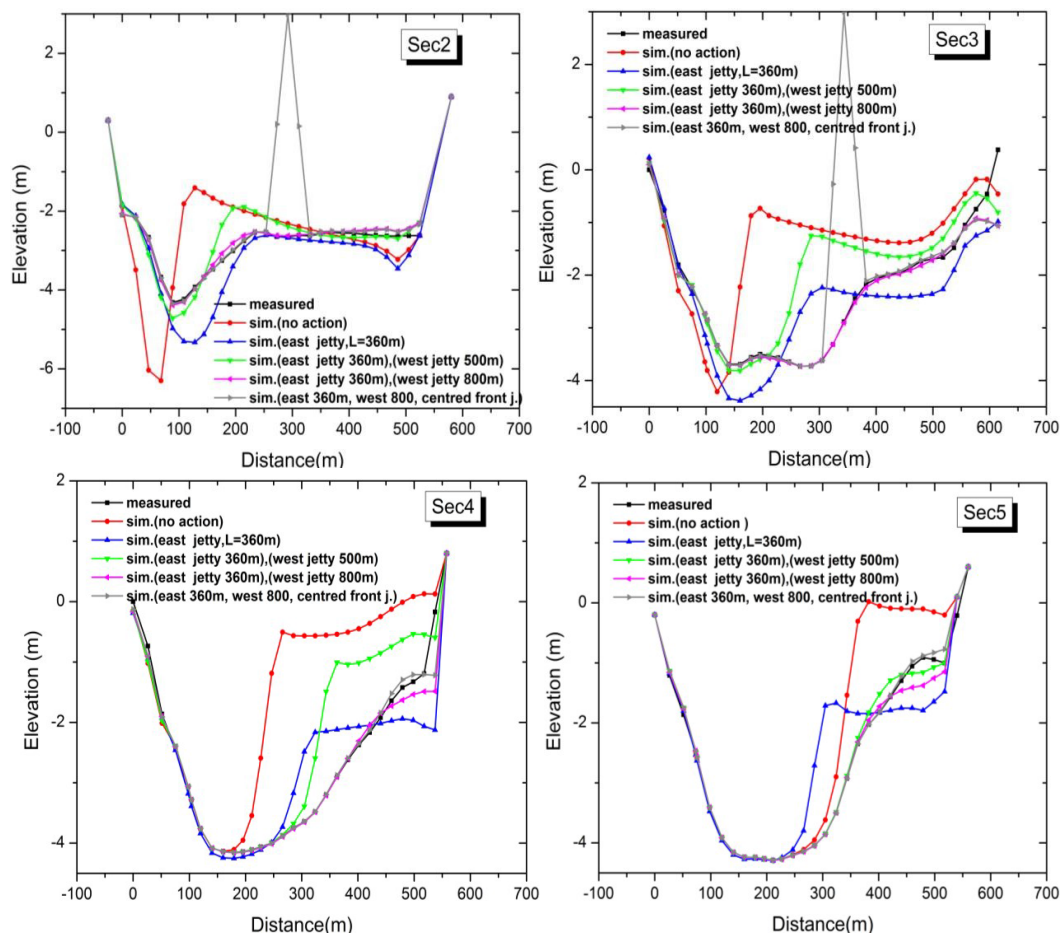 Sec2
Elevation (m)
2
0
-2
-4
-6
measured
sim.(no action)
sim.(east jetty,L=360m)
sim.(east jetty 360m),(west jetty 500m)
sim.(east jetty 360m),(west jetty 800m)
sim.(east 360m, west 800, centred front j.)
-100 0 100 200 300 400 500 600 700
Distance(m)
Sec3
Elevation (m)
2
0
-2
-4
measured
sim.(no action)
sim.(east jetty,L=360m)
sim.(east jetty 360m),(west jetty 500m)
sim.(east jetty 360m),(west jetty 800m)
sim.(east 360m, west 800, centred front j.)
-100 0 100 200 300 400 500 600 700
Distance(m)
Sec4
Elevation (m)
2
0
-2
-4
measured
sim.(no action)
sim.(east jetty,L=360m)
sim.(east jetty 360m),(west jetty 500m)
sim.(east jetty 360m),(west jetty 800m)
sim.(east 360m, west 800, centred front j.)
-100 0 100 200 300 400 500 600 700
Distance(m)
Sec5
Elevation (m)
2
0
-2
-4
measured
sim.(no action )
sim.(east jetty,L=360m)
sim.(east jetty 360m),(west jetty 500m)
sim.(east jetty 360m),(west jetty 800m)
sim.(east 360m, west 800, centred front j.)
-100 0 100 200 300 400 500 600 700
Distance(m)